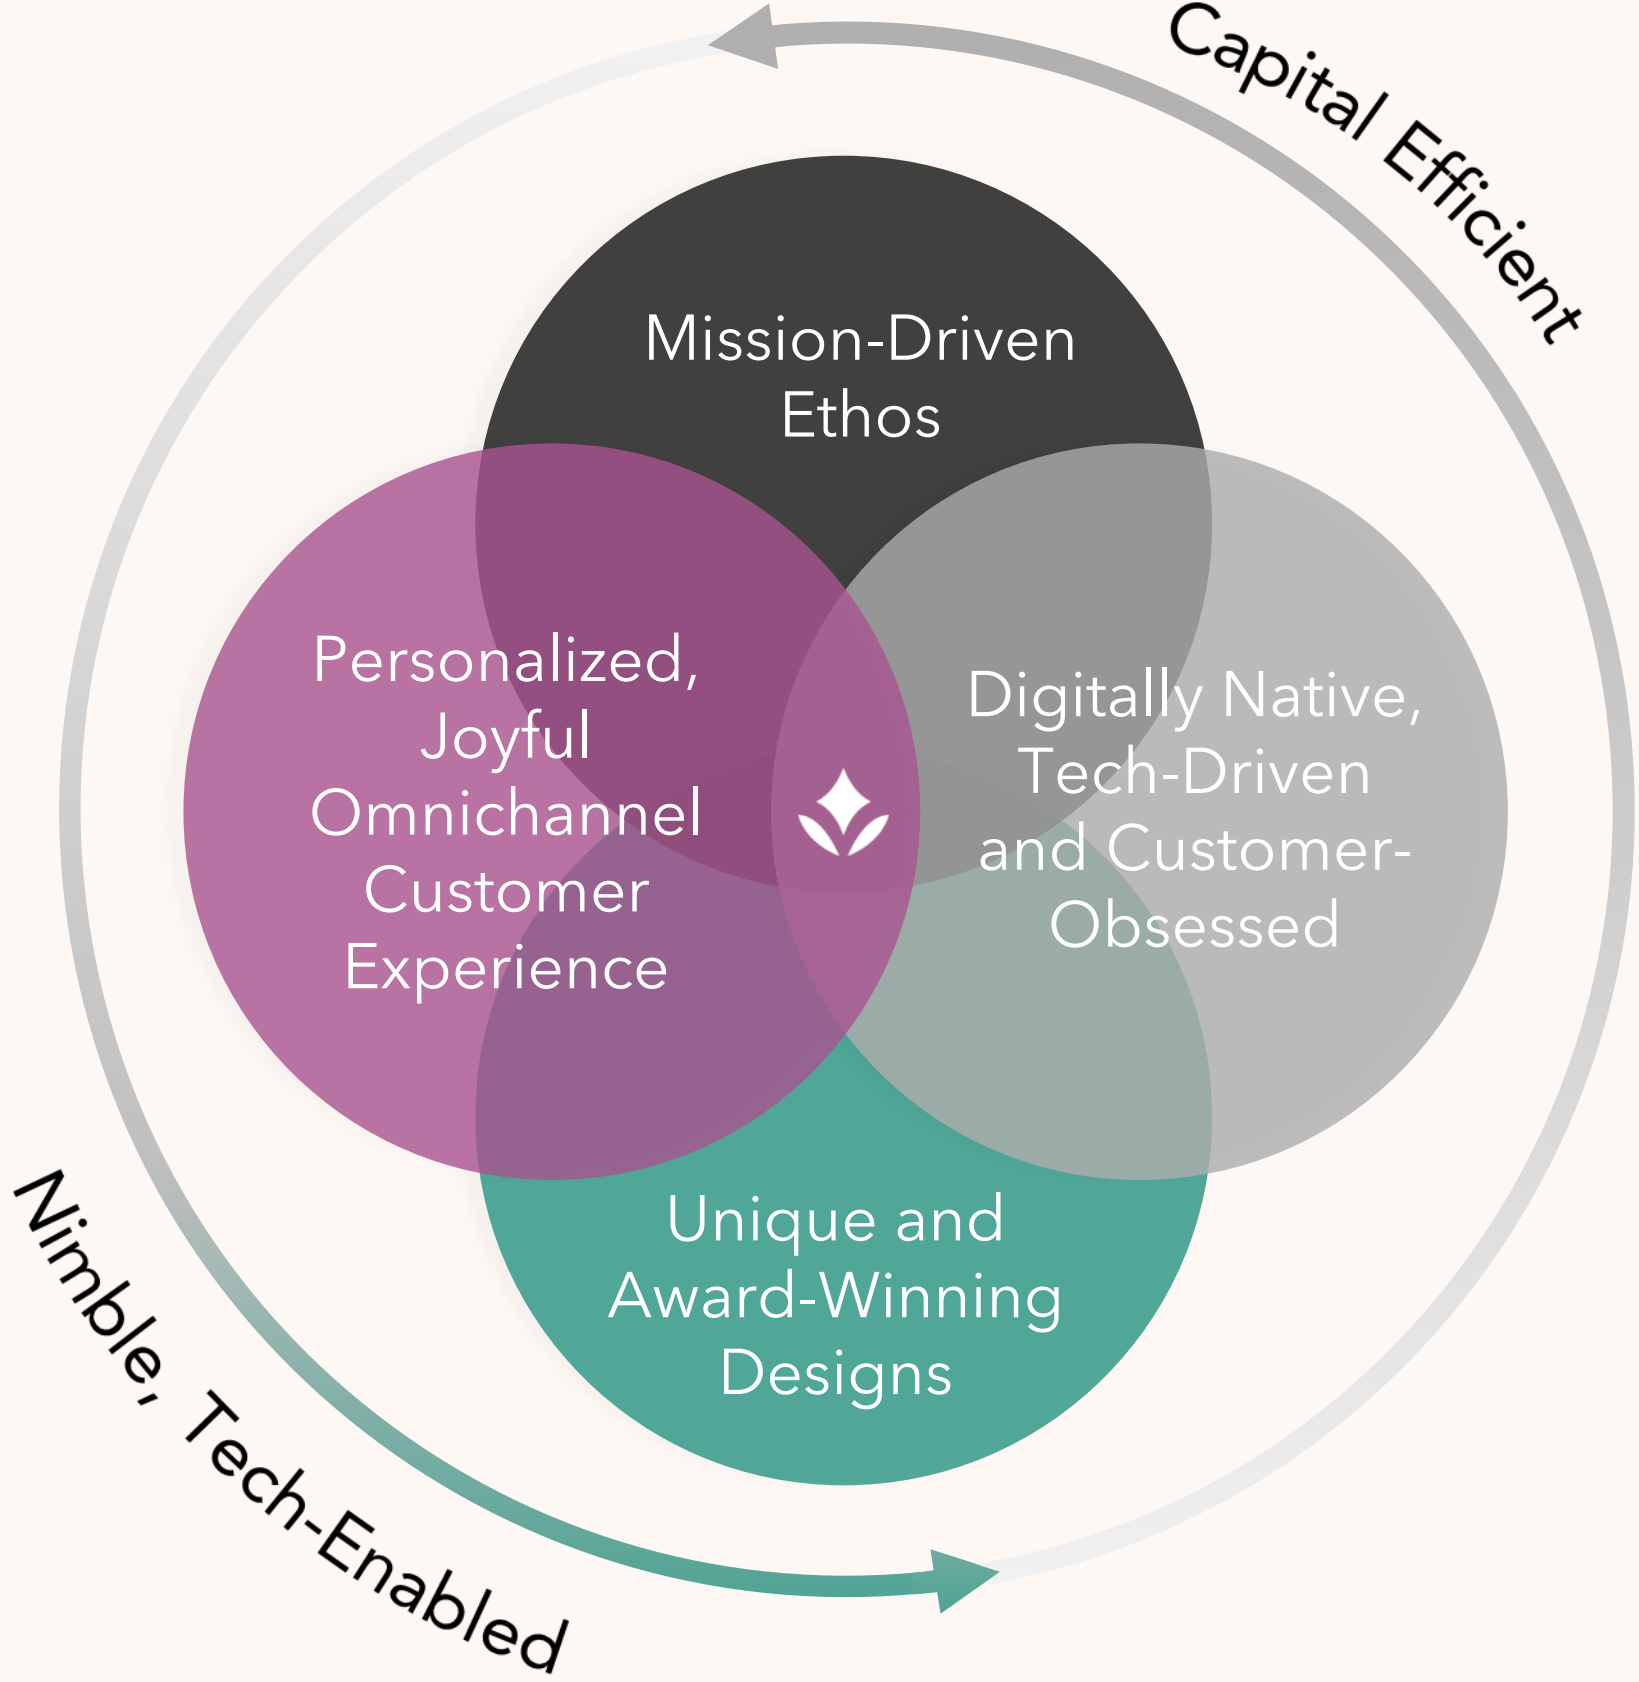 Capital Efficient
Mission-Driven
Ethos
Personalized,
Joyful
Omnichannel
Customer
Experience
Digitally Native,
Tech-Driven
and Customer-
Obsessed
Unique and
Award-Winning
Designs
Nimble, Tech-Enabled